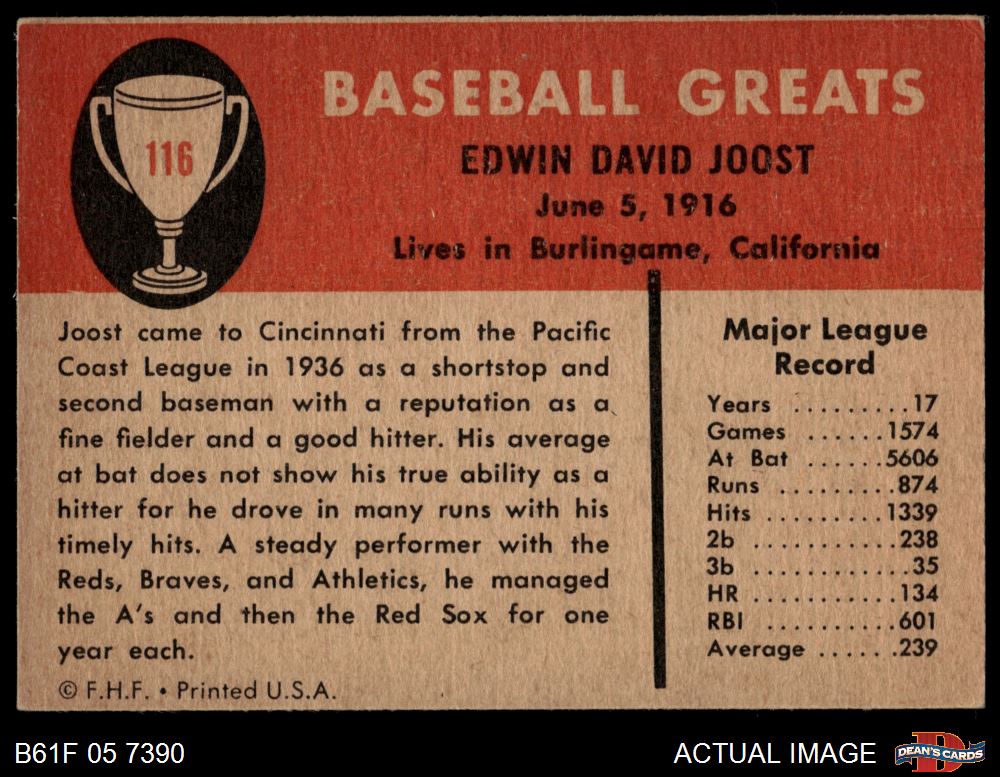 116
BASEBALL GREATS
EDWIN DAVID JOOST
June 5, 1916
Lives in Burlingame, California
Joost came to Cincinnati from the Pacific
Coast League in 1936 as a shortstop and
second baseman with a reputation as a
fine fielder and a good hitter. His average
at bat does not show his true ability as a
hitter for he drove in many runs with his
timely hits. A steady performer with the
Reds, Braves, and Athletics, he managed
the A's and then the Red Sox for one
year each.
© F.H.F. • Printed U.S.A.
Major League
Record
Years .........17
Games ......1574
At Bat ......5606
Runs .........874
Hits ..........1339
2b ...........238
3b ............35
HR ...........134
RBI ..........601
Average ......239
B61F 05 7390
ACTUAL IMAGE
D
DEAN'S CARDS